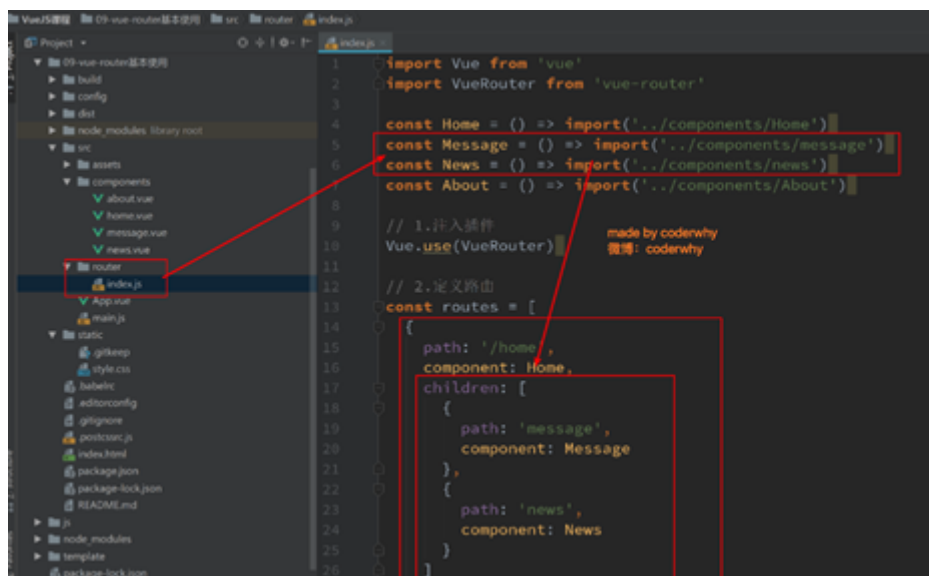 VueJS课程 09-vue-router基本使用 src router index.js
Project
index.js
09-vue-router基本使用
build
config
dist
node_modules library root
src
assets
components
about.vue
home.vue
message.vue
news.vue
router
index.js
App.vue
main.js
static
.gitkeep
style.css
.babelrc
.editorconfig
.gitignore
.postcssrc.js
index.html
package.json
package-lock.json
README.md
js
node_modules
template
package-lock.json
1 import Vue from 'vue'
2 import VueRouter from 'vue-router'
3
4 const Home = () => import('../components/Home')
5 const Message = () => import('../components/message')
6 const News = () => import('../components/news')
7 const About = () => import('../components/About')
8
9 // 1.注入插件
10 Vue.use(VueRouter)
11
12 // 2.定义路由
13 const routes = [
14 {
15 path: '/home',
16 component: Home,
17 children: [
18 {
19 path: 'message',
20 component: Message
21 },
22 {
23 path: 'news',
24 component: News
25 }
26 ]
made by coderwhy
微博：coderwhy